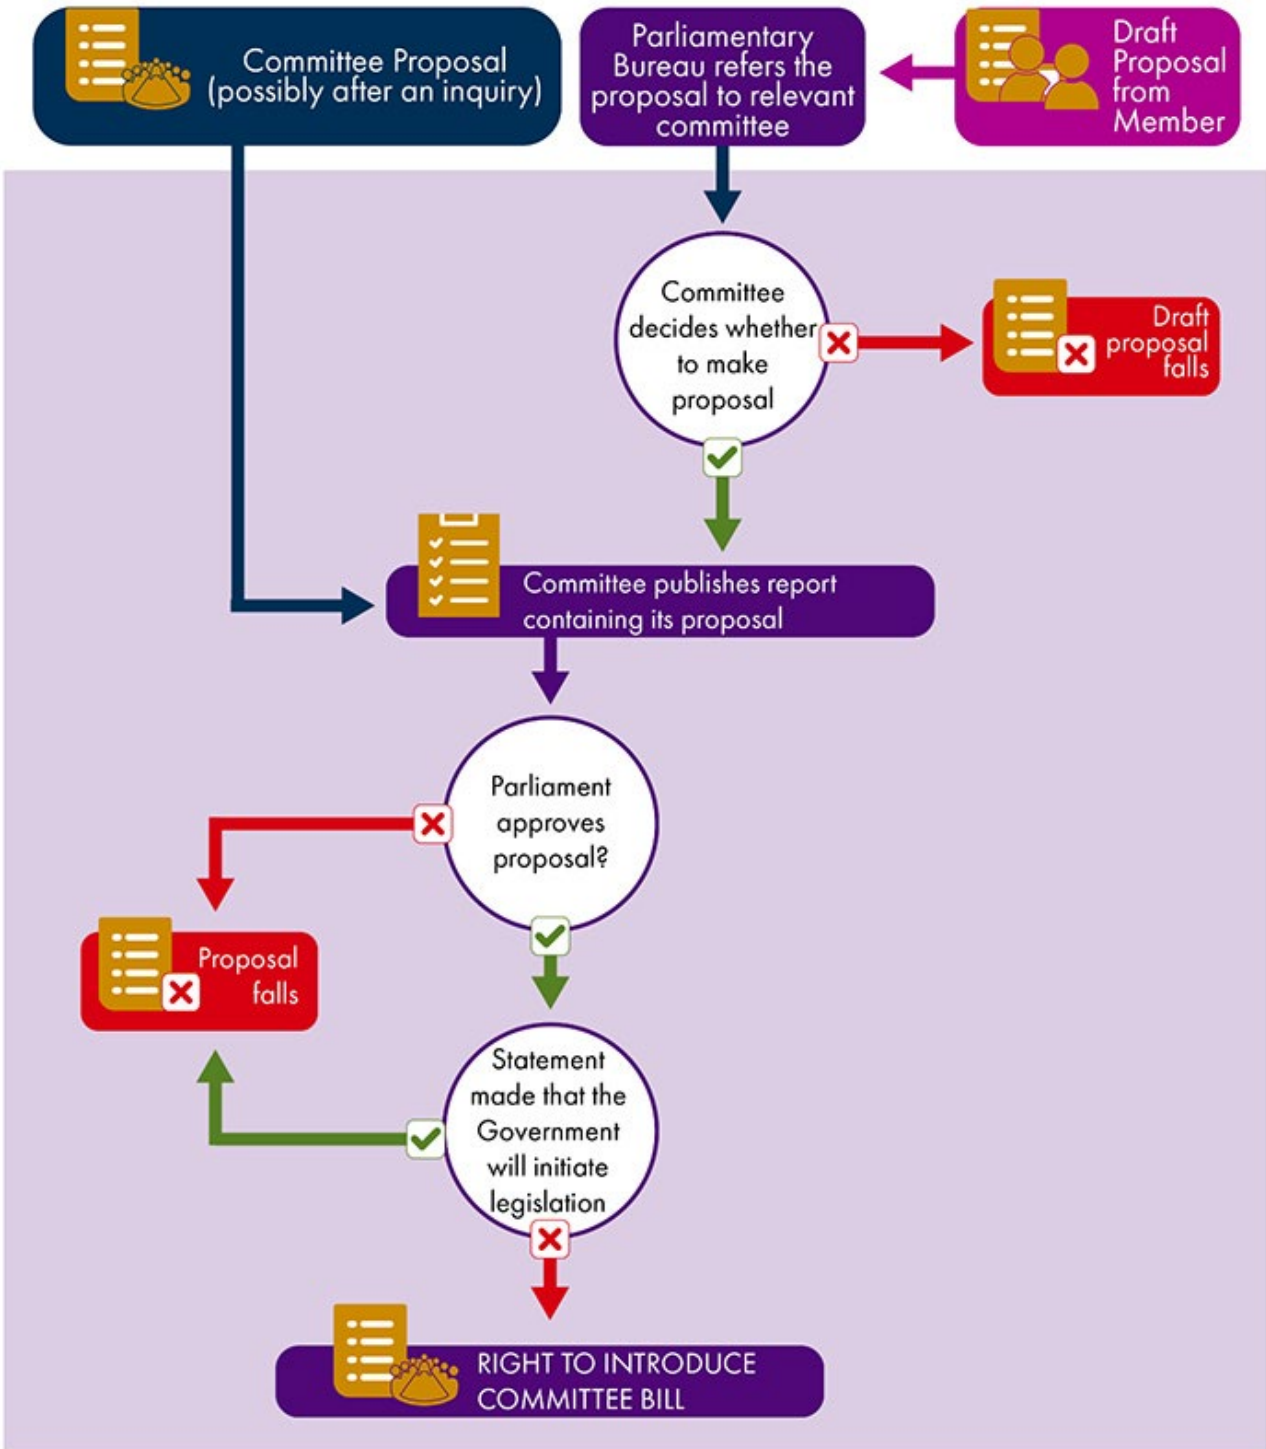 Committee Proposal
(possibly after an inquiry)
Parliamentary
Bureau refers the
proposal to relevant
committee
Draft
Proposal
from
Member
Committee
decides whether
to make
proposal
Draft
proposal
falls
Committee publishes report
containing its proposal
Parliament
approves
proposal?
Proposal
falls
Statement
made that the
Government
will initiate
legislation
RIGHT TO INTRODUCE
COMMITTEE BILL